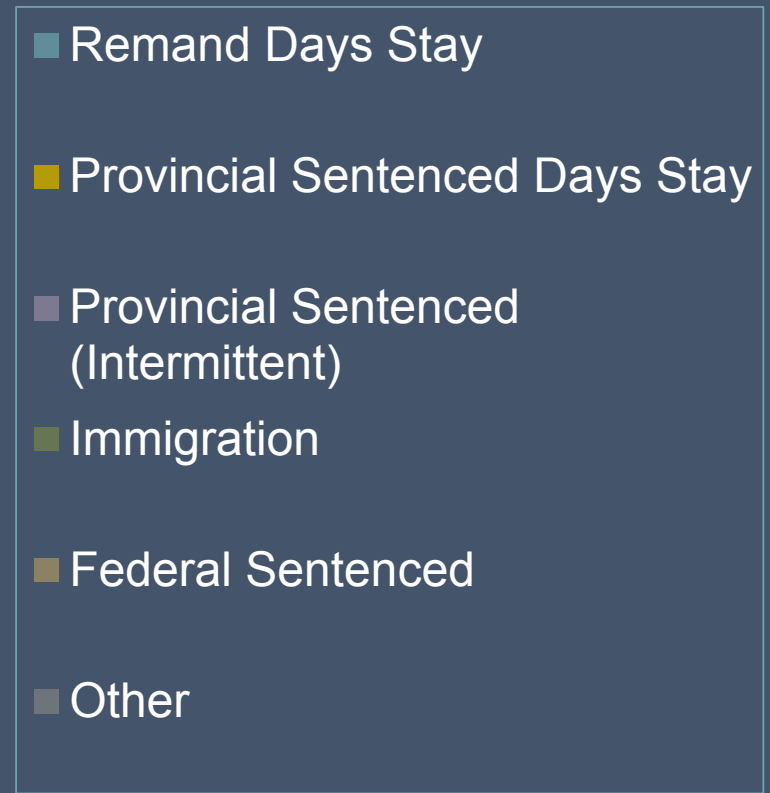 Remand Days Stay
Provincial Sentenced Days Stay
Provincial Sentenced
(Intermittent)
Immigration
Federal Sentenced
Other